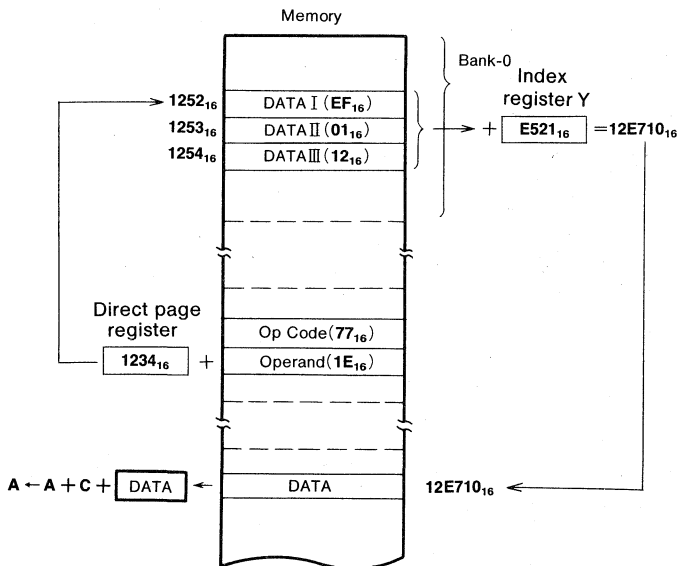 Memory
Bank-0
Index
register Y
1252₁₆ DATA Ⅰ (EF₁₆)
1253₁₆ DATA Ⅱ (01₁₆)
+ E521₁₆ =12E710₁₆
1254₁₆ DATA Ⅲ (12₁₆)
Direct page
register
Op Code(77₁₆)
1234₁₆ + Operand(1E₁₆)
A ← A + C + DATA ← DATA 12E710₁₆